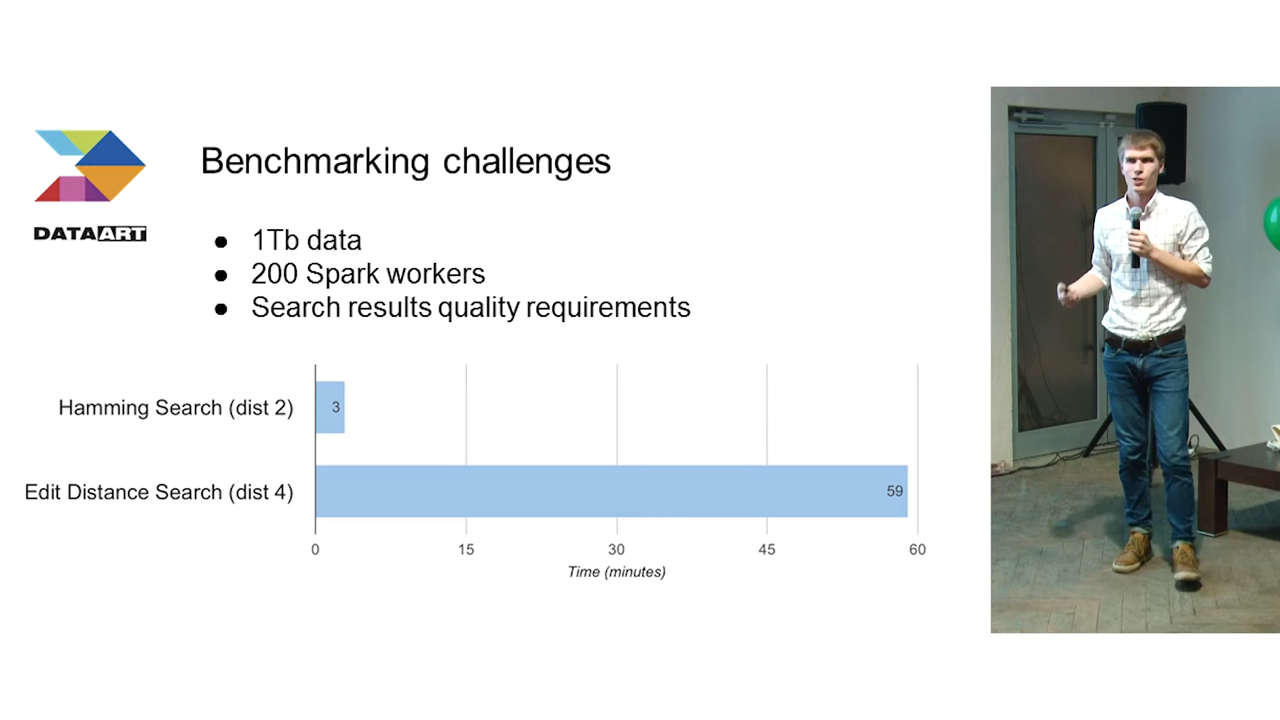 DATAART
Benchmarking challenges
● 1Tb data
● 200 Spark workers
● Search results quality requirements
Hamming Search (dist 2)
3
Edit Distance Search (dist 4)
59
0 15 30 45 60
Time (minutes)